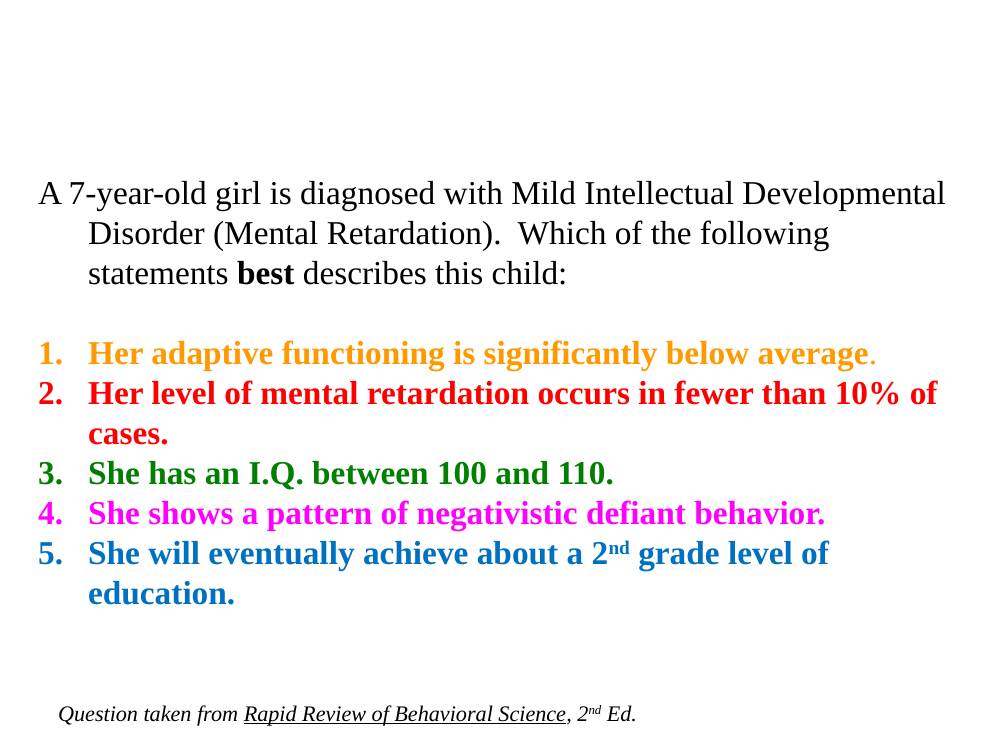 A 7-year-old girl is diagnosed with Mild Intellectual Developmental
Disorder (Mental Retardation).  Which of the following
statements best describes this child:
1. Her adaptive functioning is significantly below average.
2. Her level of mental retardation occurs in fewer than 10% of
cases.
3. She has an I.Q. between 100 and 110.
4. She shows a pattern of negativistic defiant behavior.
5. She will eventually achieve about a 2nd grade level of
education.
Question taken from Rapid Review of Behavioral Science, 2nd Ed.